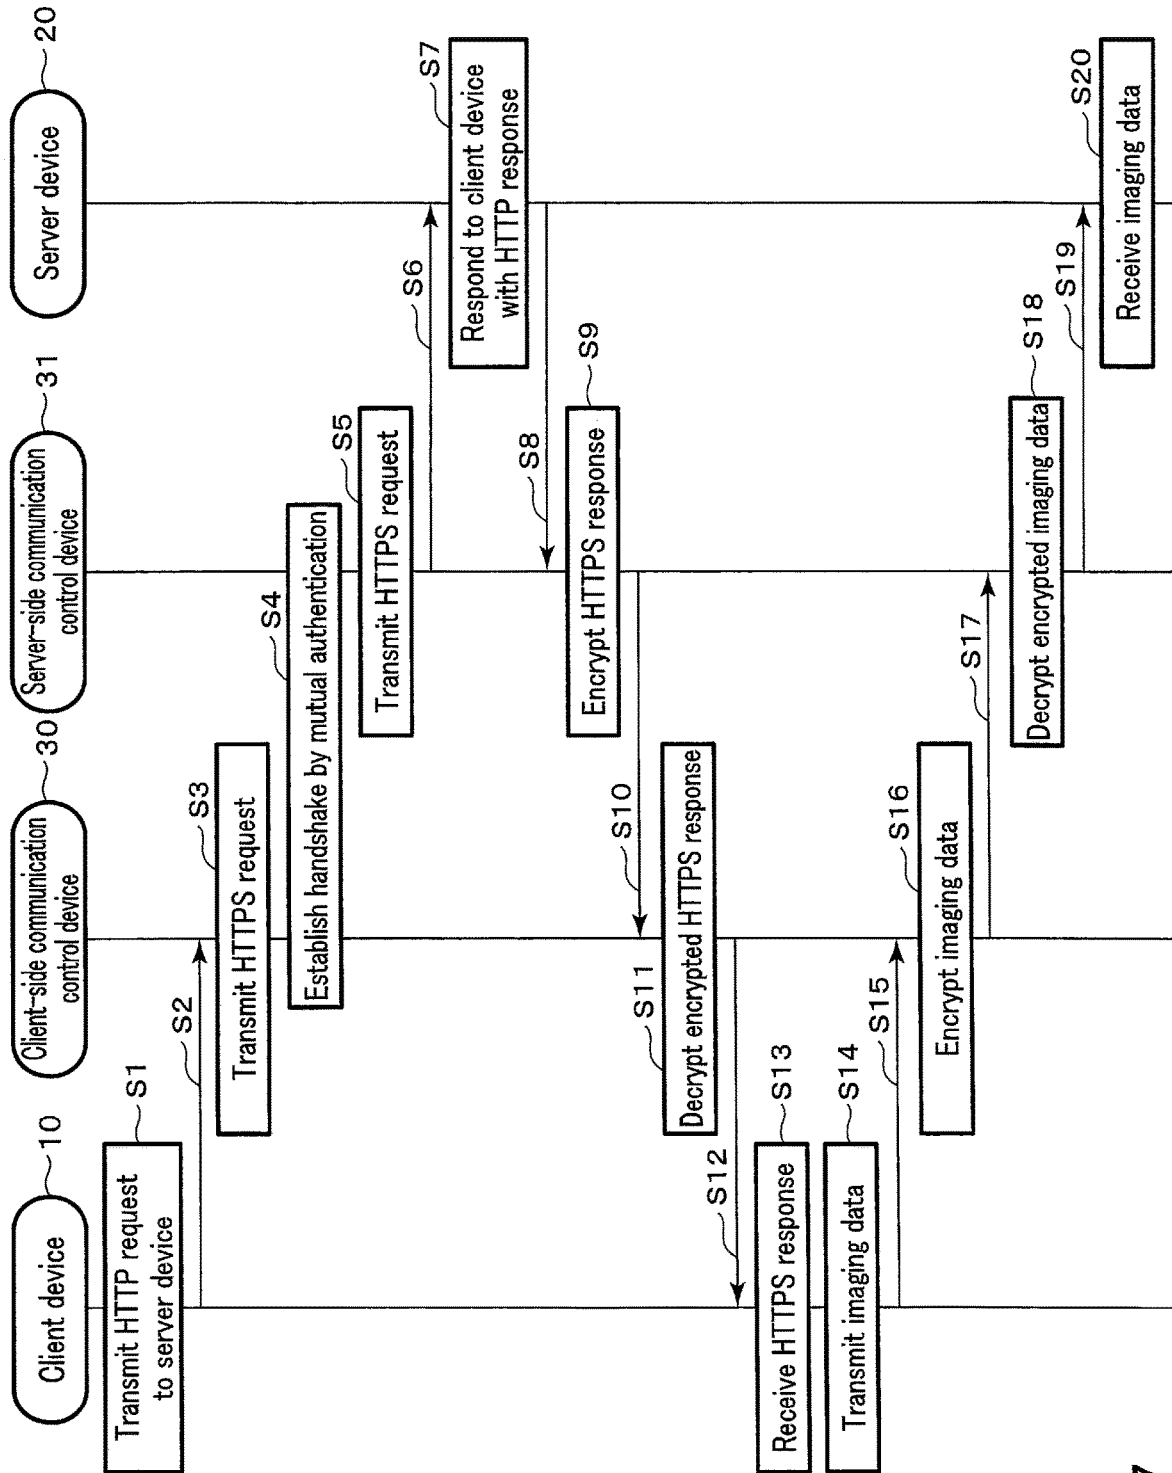 Client device
10
Client-side communication
control device
30
Server-side communication
control device
31
Server device
20
Transmit HTTP request
to server device
S1
S2
Transmit HTTPS request
S3
Establish handshake by mutual authentication
S4
Transmit HTTPS request
S5
S6
Respond to client device
with HTTP response
S7
S8
Encrypt HTTPS response
S9
S10
Decrypt encrypted HTTPS response
S11
S12
Receive HTTPS response
S13
Transmit imaging data
S14
S15
Encrypt imaging data
S16
S17
Decrypt encrypted imaging data
S18
S19
Receive imaging data
S20